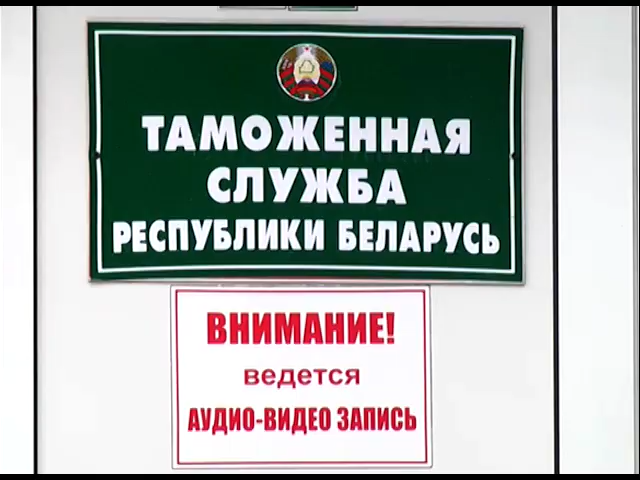 ТАМОЖЕННАЯ
СЛУЖБА
РЕСПУБЛИКИ БЕЛАРУСЬ
ВНИМАНИЕ!
ведется
АУДИО-ВИДЕО ЗАПИСЬ